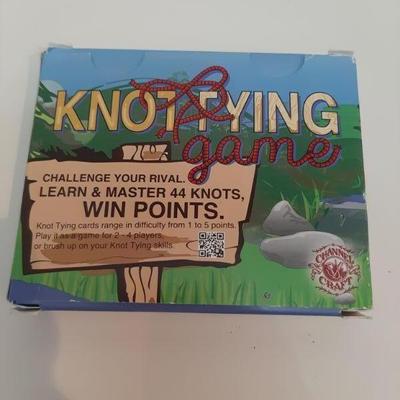 KNOT TYING
game
CHALLENGE YOUR RIVAL.
LEARN & MASTER 44 KNOTS,
WIN POINTS.
Knot Tying cards range in difficulty from 1 to 5 points.
Play it as a game for 2 - 4 players,
or brush up on your Knot Tying skills.
CHANNEL
CRAFT